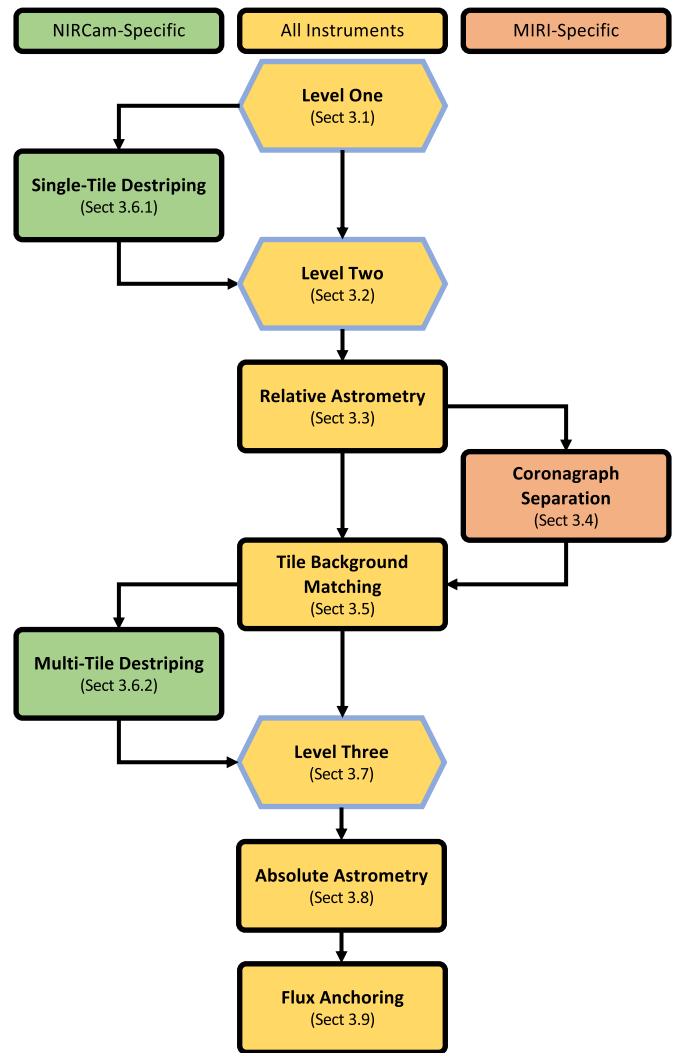 NIRCam-Specific
All Instruments
MIRI-Specific
Level One
(Sect 3.1)
Single-Tile Destriping
(Sect 3.6.1)
Level Two
(Sect 3.2)
Relative Astrometry
(Sect 3.3)
Coronagraph
Separation
(Sect 3.4)
Tile Background
Matching
(Sect 3.5)
Multi-Tile Destriping
(Sect 3.6.2)
Level Three
(Sect 3.7)
Absolute Astrometry
(Sect 3.8)
Flux Anchoring
(Sect 3.9)